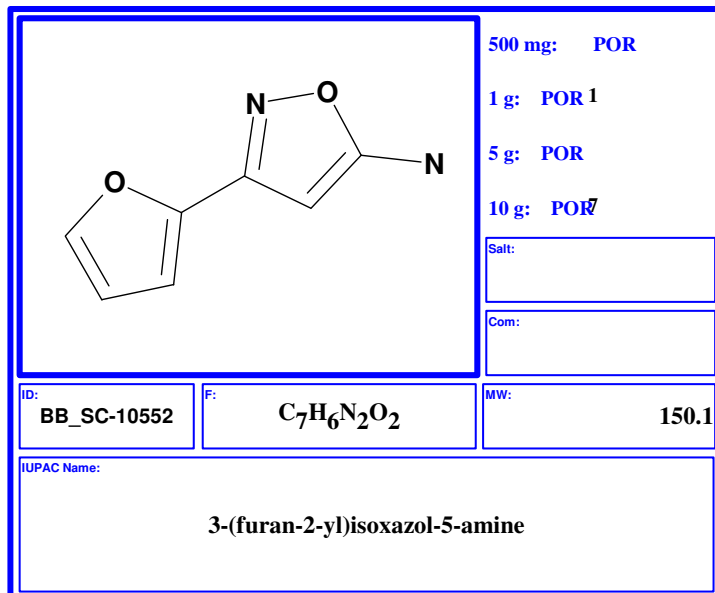 N O
N
O
500 mg: POR
1 g: POR 1
5 g: POR
10 g: POR7
Salt:
Com:
ID:
BB_SC-10552
F:
C7H6N2O2
MW:
150.1
IUPAC Name:
3-(furan-2-yl)isoxazol-5-amine